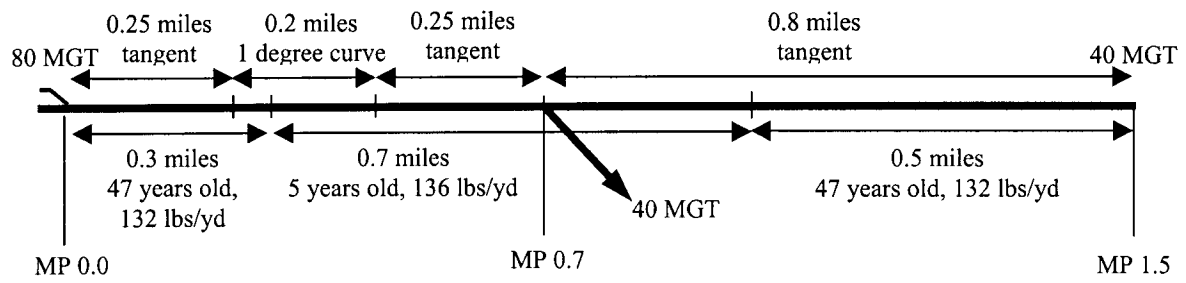 0.25 miles
tangent
0.2 miles
1 degree curve
0.25 miles
tangent
0.8 miles
tangent
80 MGT
40 MGT
0.3 miles
47 years old,
132 lbs/yd
0.7 miles
5 years old, 136 lbs/yd
0.5 miles
47 years old, 132 lbs/yd
40 MGT
MP 0.0
MP 0.7
MP 1.5